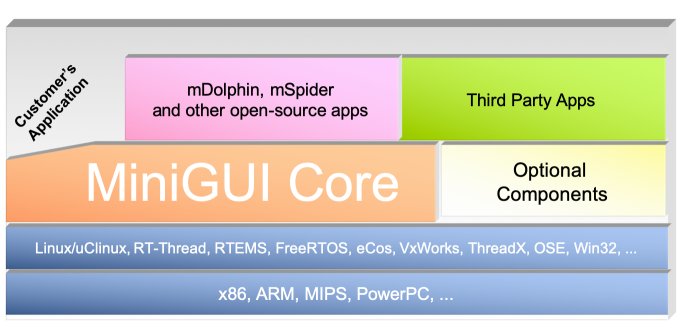 Customer's
Application
mDolphin, mSpider
and other open-source apps
Third Party Apps
MiniGUI Core
Optional
Components
Linux/uClinux, RT-Thread, RTEMS, FreeRTOS, eCos, VxWorks, ThreadX, OSE, Win32, ...
x86, ARM, MIPS, PowerPC, ...